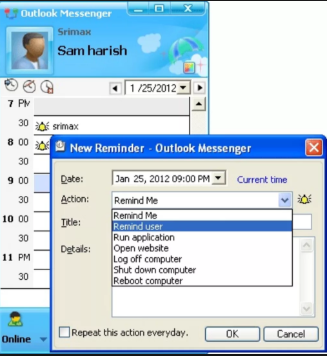 Outlook Messenger
Srimax
Sam harish
1 /25/2012
7 PM
30 srimax
8 00
30
9 00
30
10 00
30
11 PM
30
Online
New Reminder - Outlook Messenger
Date: Jan 25, 2012 09:00 PM Current time
Action: Remind Me
Remind Me
Remind user
Run application
Open website
Log off computer
Shut down computer
Reboot computer
Title:
Details:
Repeat this action everyday.
OK Cancel